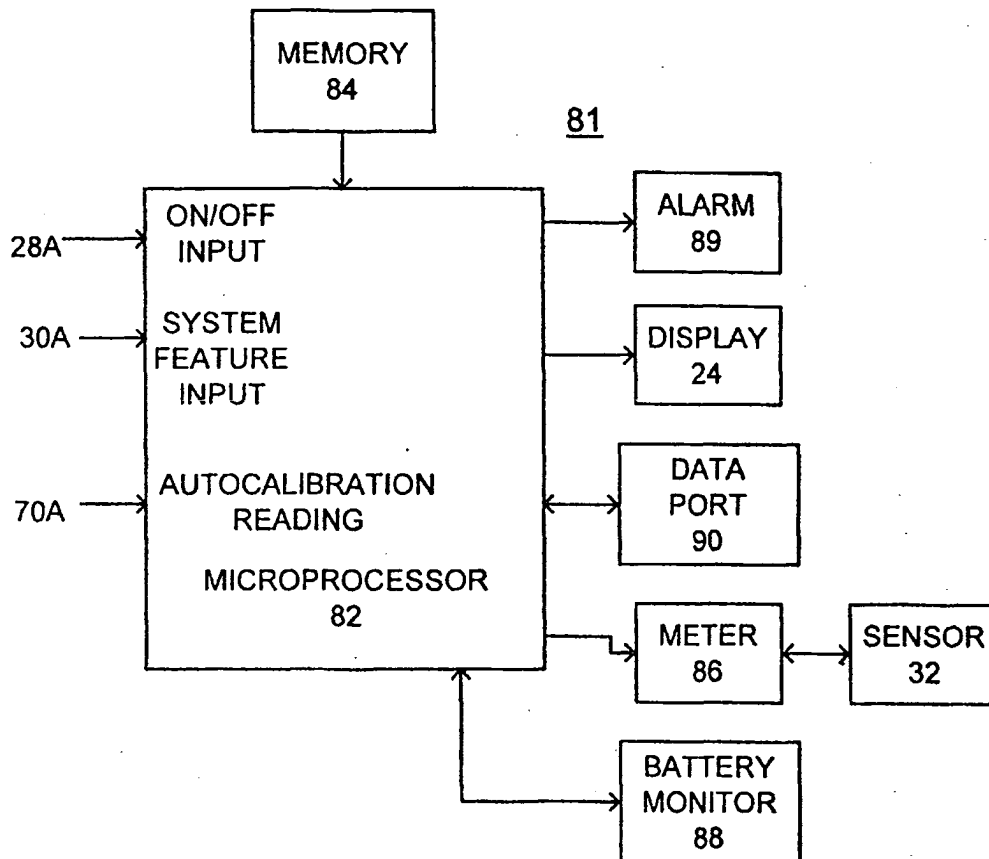 MEMORY
84
81
28A
ON/OFF
INPUT
ALARM
89
30A
SYSTEM
FEATURE
INPUT
DISPLAY
24
70A
AUTOCALIBRATION
READING
DATA
PORT
90
MICROPROCESSOR
82
METER
86
SENSOR
32
BATTERY
MONITOR
88